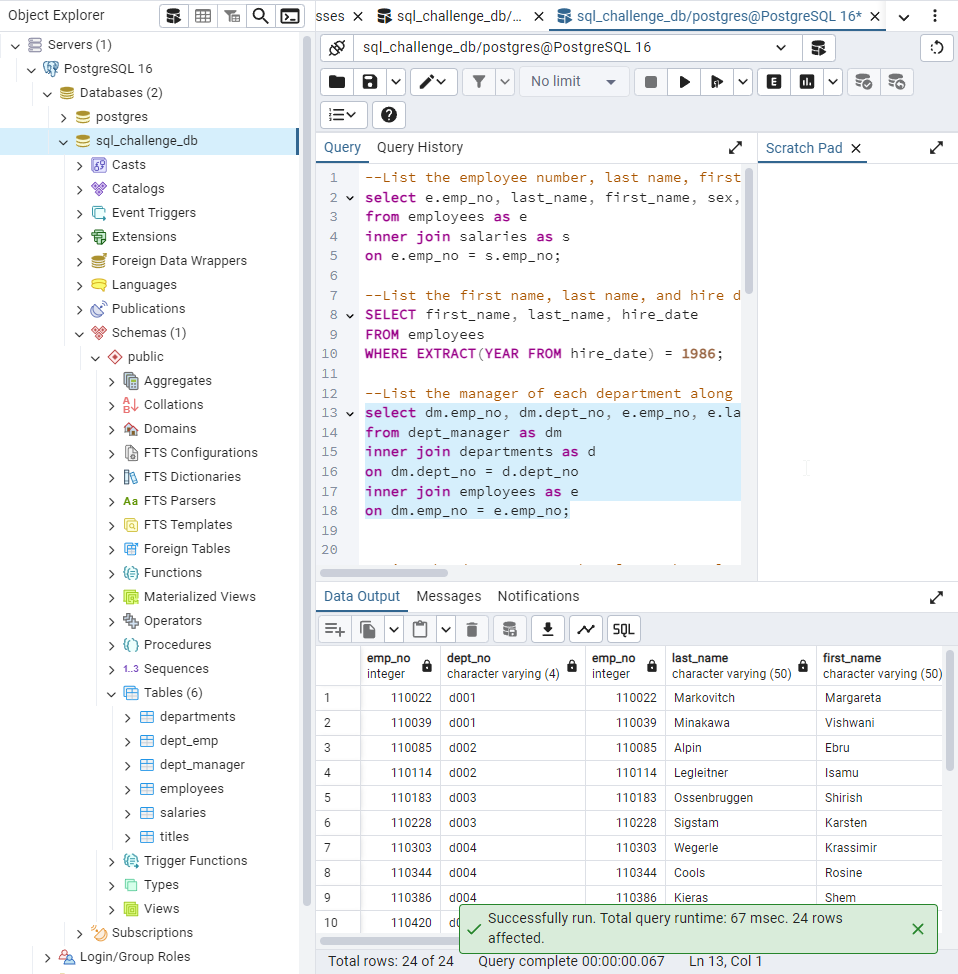 Object Explorer
Servers (1)
PostgreSQL 16
Databases (2)
postgres
sql_challenge_db
Casts
Catalogs
Event Triggers
Extensions
Foreign Data Wrappers
Languages
Publications
Schemas (1)
public
Aggregates
Collations
Domains
FTS Configurations
FTS Dictionaries
Aa FTS Parsers
FTS Templates
Foreign Tables
Functions
Materialized Views
Operators
Procedures
1..3 Sequences
Tables (6)
departments
dept_emp
dept_manager
employees
salaries
titles
Trigger Functions
Types
Views
Subscriptions
Login/Group Roles
sses
sql_challenge_db/...
sql_challenge_db/postgres@PostgreSQL 16*
sql_challenge_db/postgres@PostgreSQL 16
No limit
E
Query Query History
Scratch Pad
1 --List the employee number, last name, first
2 select e.emp_no, last_name, first_name, sex,
3 from employees as e
4 inner join salaries as s
5 on e.emp_no = s.emp_no;
6
7 --List the first name, last name, and hire d
8 SELECT first_name, last_name, hire_date
9 FROM employees
10 WHERE EXTRACT(YEAR FROM hire_date) = 1986;
11
12 --List the manager of each department along
13 select dm.emp_no, dm.dept_no, e.emp_no, e.la
14 from dept_manager as dm
15 inner join departments as d
16 on dm.dept_no = d.dept_no
17 inner join employees as e
18 on dm.emp_no = e.emp_no;
19
20
Data Output Messages Notifications
SQL
emp_no dept_no emp_no last_name first_name
integer character varying (4) integer character varying (50) character varying (50)
1 110022 d001 110022 Markovitch Margareta
2 110039 d001 110039 Minakawa Vishwani
3 110085 d002 110085 Alpin Ebru
4 110114 d002 110114 Legleitner Isamu
5 110183 d003 110183 Ossenbruggen Shirish
6 110228 d003 110228 Sigstam Karsten
7 110303 d004 110303 Wegerle Krassimir
8 110344 d004 110344 Cools Rosine
9 110386 d004 110386 Kieras Shem
10 110420
Successfully run. Total query runtime: 67 msec. 24 rows
affected.
Total rows: 24 of 24 Query complete 00:00:00.067 Ln 13, Col 1